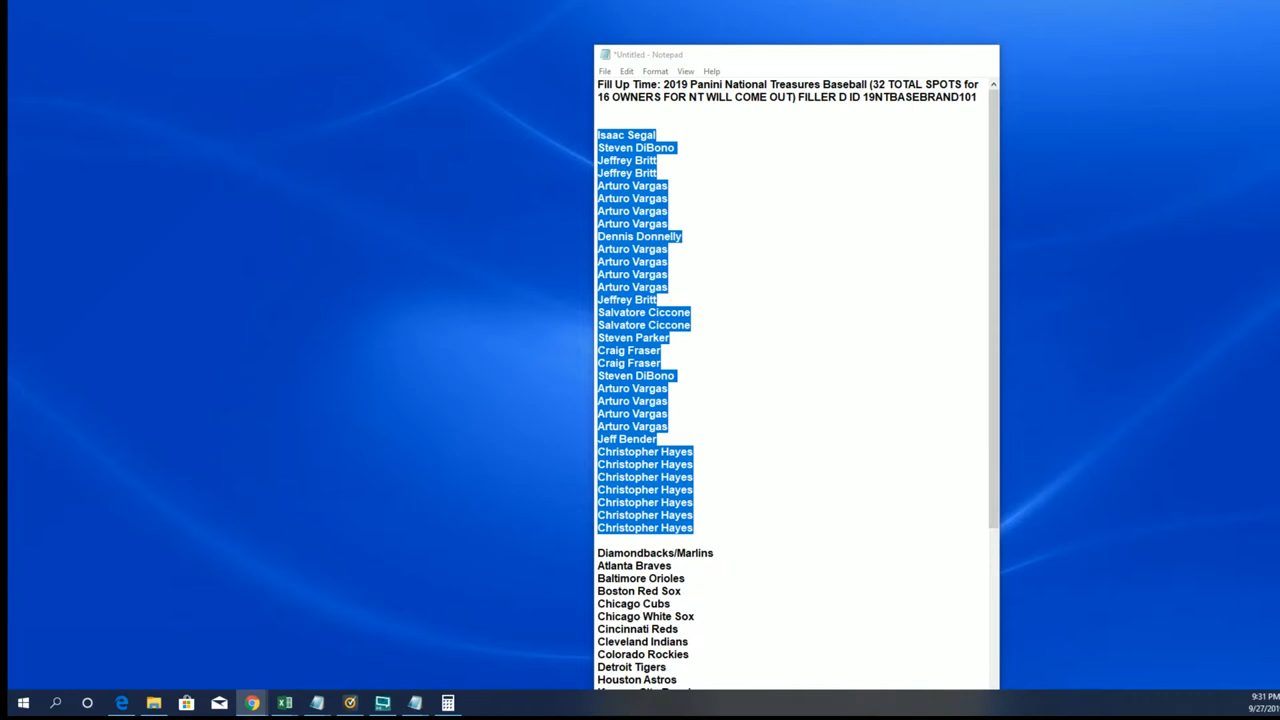 *Untitled - Notepad
File Edit Format View Help
Fill Up Time: 2019 Panini National Treasures Baseball (32 TOTAL SPOTS for
16 OWNERS FOR NT WILL COME OUT) FILLER D ID 19NTBASEBRAND101
Isaac Segal
Steven DiBono
Jeffrey Britt
Jeffrey Britt
Arturo Vargas
Arturo Vargas
Arturo Vargas
Arturo Vargas
Dennis Donnelly
Arturo Vargas
Arturo Vargas
Arturo Vargas
Arturo Vargas
Jeffrey Britt
Salvatore Ciccone
Salvatore Ciccone
Steven Parker
Craig Fraser
Craig Fraser
Steven DiBono
Arturo Vargas
Arturo Vargas
Arturo Vargas
Arturo Vargas
Jeff Bender
Christopher Hayes
Christopher Hayes
Christopher Hayes
Christopher Hayes
Christopher Hayes
Christopher Hayes
Christopher Hayes
Diamondbacks/Marlins
Atlanta Braves
Baltimore Orioles
Boston Red Sox
Chicago Cubs
Chicago White Sox
Cincinnati Reds
Cleveland Indians
Colorado Rockies
Detroit Tigers
Houston Astros
9:31 PM